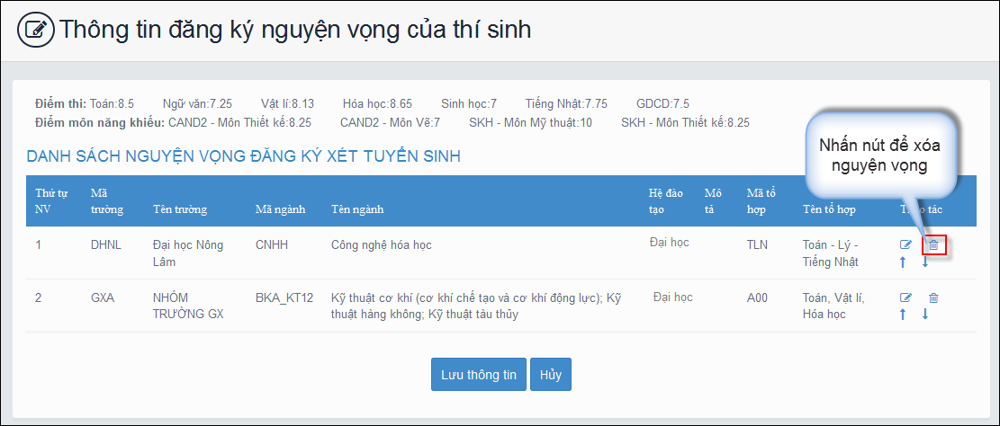 Thông tin đăng ký nguyện vọng của thí sinh
Điểm thi: Toán:8.5 Ngữ văn:7.25 Vật lí:8.13 Hóa học:8.65 Sinh học:7 Tiếng Nhật:7.75 GDCD:7.5
Điểm môn năng khiếu: CAND2 - Môn Thiết kế:8.25 CAND2 - Môn Vẽ:7 SKH - Môn Mỹ thuật:10 SKH - Môn Thiết kế:8.25
Nhấn nút để xóa
nguyện vọng
DANH SÁCH NGUYỆN VỌNG ĐĂNG KÝ XÉT TUYỂN SINH
Thứ tự Mã Hệ đào Mô Mã tổ
NV trường Tên trường Mã ngành Tên ngành tạo tả hợp Tên tổ hợp tác
1 DHNL Đại học Nông CNHH Công nghệ hóa học Đại học TLN Toán - Lý -
Lâm Tiếng Nhật
2 GXA NHÓM BKA_KT12 Kỹ thuật cơ khí (cơ khí chế tạo và cơ khí động lực); Kỹ Đại học A00 Toán, Vật lí,
TRƯỜNG GX thuật hàng không; Kỹ thuật tàu thủy Hóa học
Lưu thông tin Hủy